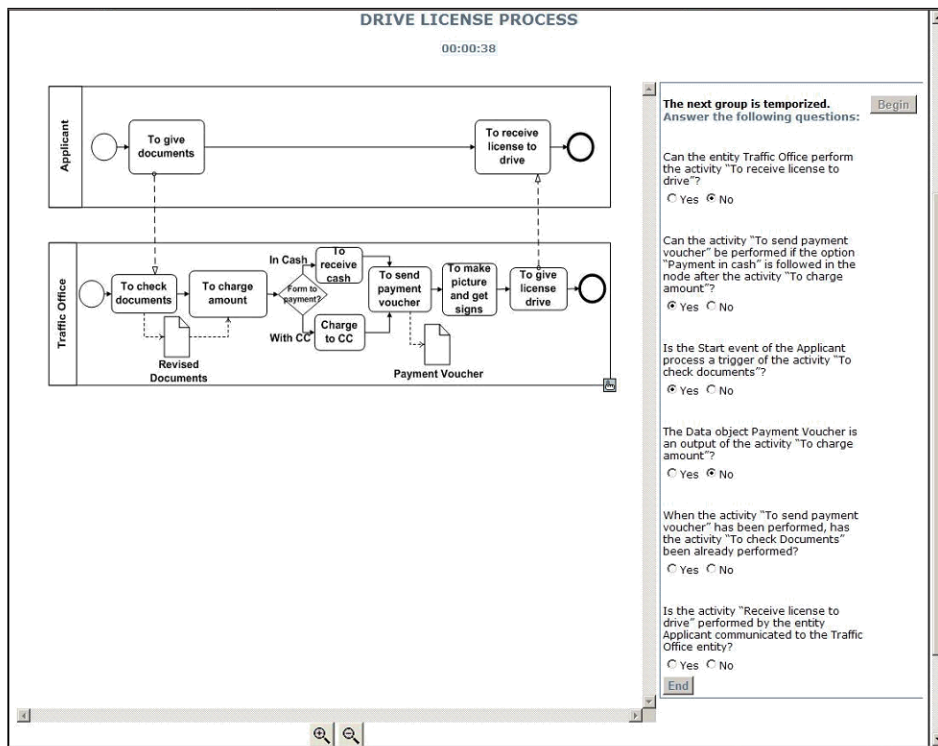 DRIVE LICENSE PROCESS
00:00:38
Applicant
To give
documents
To receive
license to
drive
Traffic Office
To check
documents
To charge
amount
Revised
Documents
In Cash
Form to
payment?
With CC
To
receive
cash
Charge
to CC
To send
payment
voucher
Payment Voucher
To make
picture
and get
signs
To give
license
drive
The next group is temporized.
Begin
Answer the following questions:
Can the entity Traffic Office perform
the activity “To receive license to
drive”?
Yes No
Can the activity “To send payment
voucher” be performed if the option
“Payment in cash” is followed in the
node after the activity “To charge
amount”?
Yes No
Is the Start event of the Applicant
process a trigger of the activity “To
check documents”?
Yes No
The Data object Payment Voucher is
an output of the activity “To charge
amount”?
Yes No
When the activity “To send payment
voucher” has been performed, has
the activity “To check Documents”
been already performed?
Yes No
Is the activity “Receive license to
drive” performed by the entity
Applicant communicated to the Traffic
Office entity?
Yes No
End